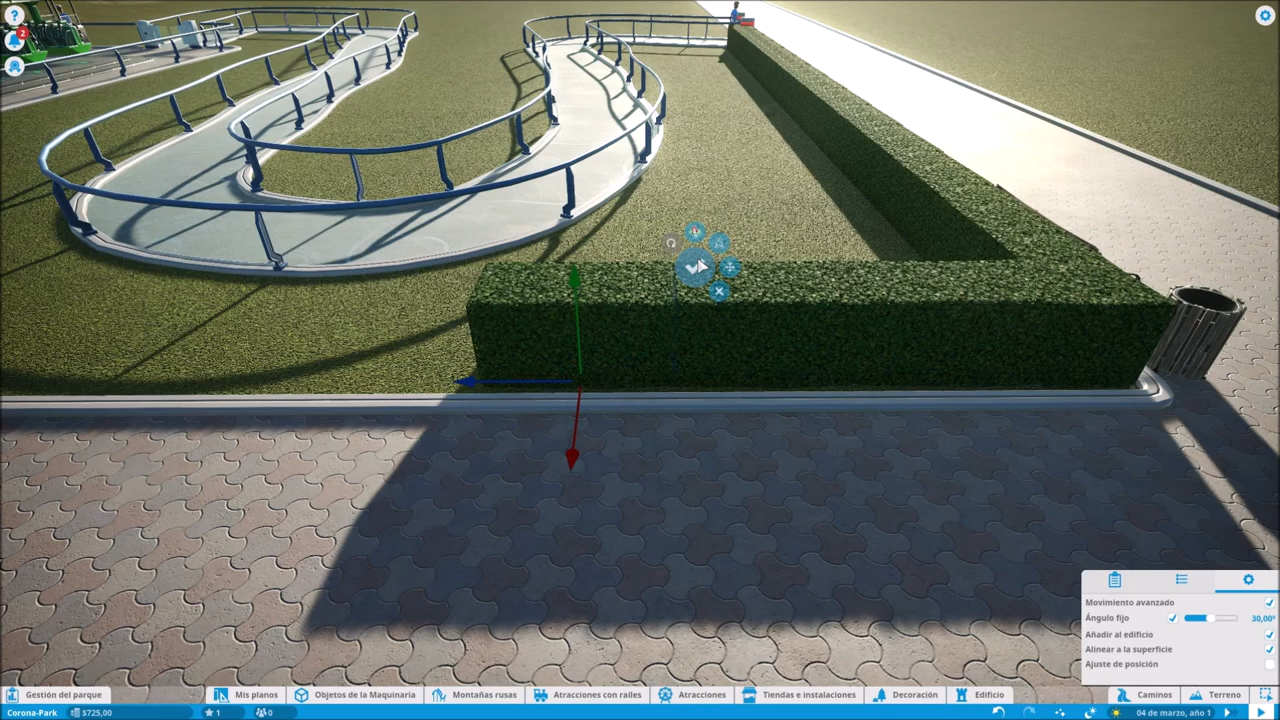 ?
2
Movimiento avanzado
Ángulo fijo 30,00°
Añadir al edificio
Alinear a la superficie
Ajuste de posición
Gestión del parque Mis planos Objetos de la Maquinaria Montañas rusas Atracciones con raíles Atracciones Tiendas e instalaciones Decoración Edificio Caminos Terreno
Corona-Park $725,00 1 0 04 de marzo, año 1